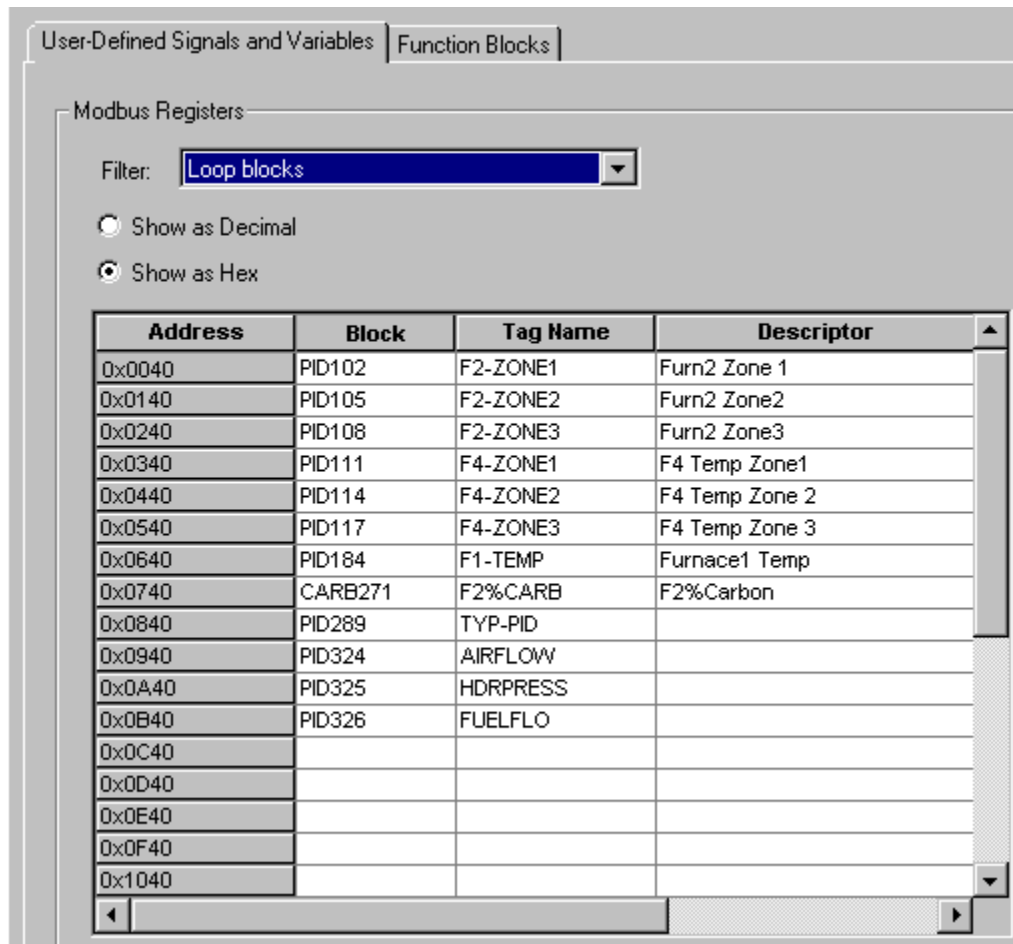 User-Defined Signals and Variables Function Blocks
Modbus Registers
Filter: Loop blocks
Show as Decimal
Show as Hex
Address Block Tag Name Descriptor
0x0040 PID102 F2-ZONE1 Furn2 Zone 1
0x0140 PID105 F2-ZONE2 Furn2 Zone2
0x0240 PID108 F2-ZONE3 Furn2 Zone3
0x0340 PID111 F4-ZONE1 F4 Temp Zone1
0x0440 PID114 F4-ZONE2 F4 Temp Zone 2
0x0540 PID117 F4-ZONE3 F4 Temp Zone 3
0x0640 PID184 F1-TEMP Furnace1 Temp
0x0740 CARB271 F2%CARB F2%Carbon
0x0840 PID289 TYP-PID
0x0940 PID324 AIRFLOW
0x0A40 PID325 HDRPRESS
0x0B40 PID326 FUELFLO
0x0C40
0x0D40
0x0E40
0x0F40
0x1040